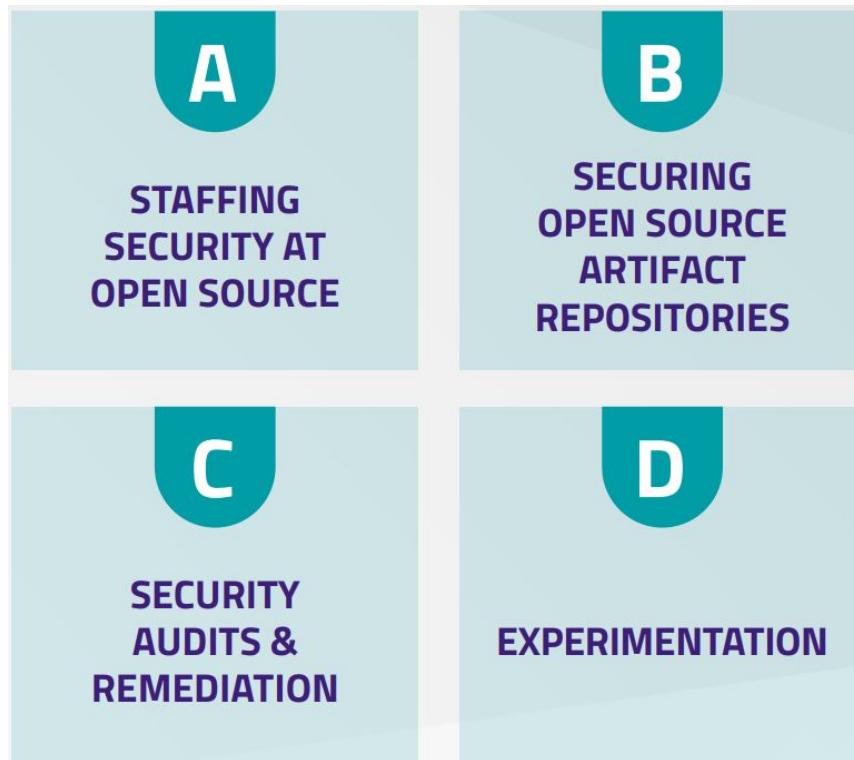 A
STAFFING
SECURITY AT
OPEN SOURCE
B
SECURING
OPEN SOURCE
ARTIFACT
REPOSITORIES
C
SECURITY
AUDITS &
REMEDIATION
D
EXPERIMENTATION